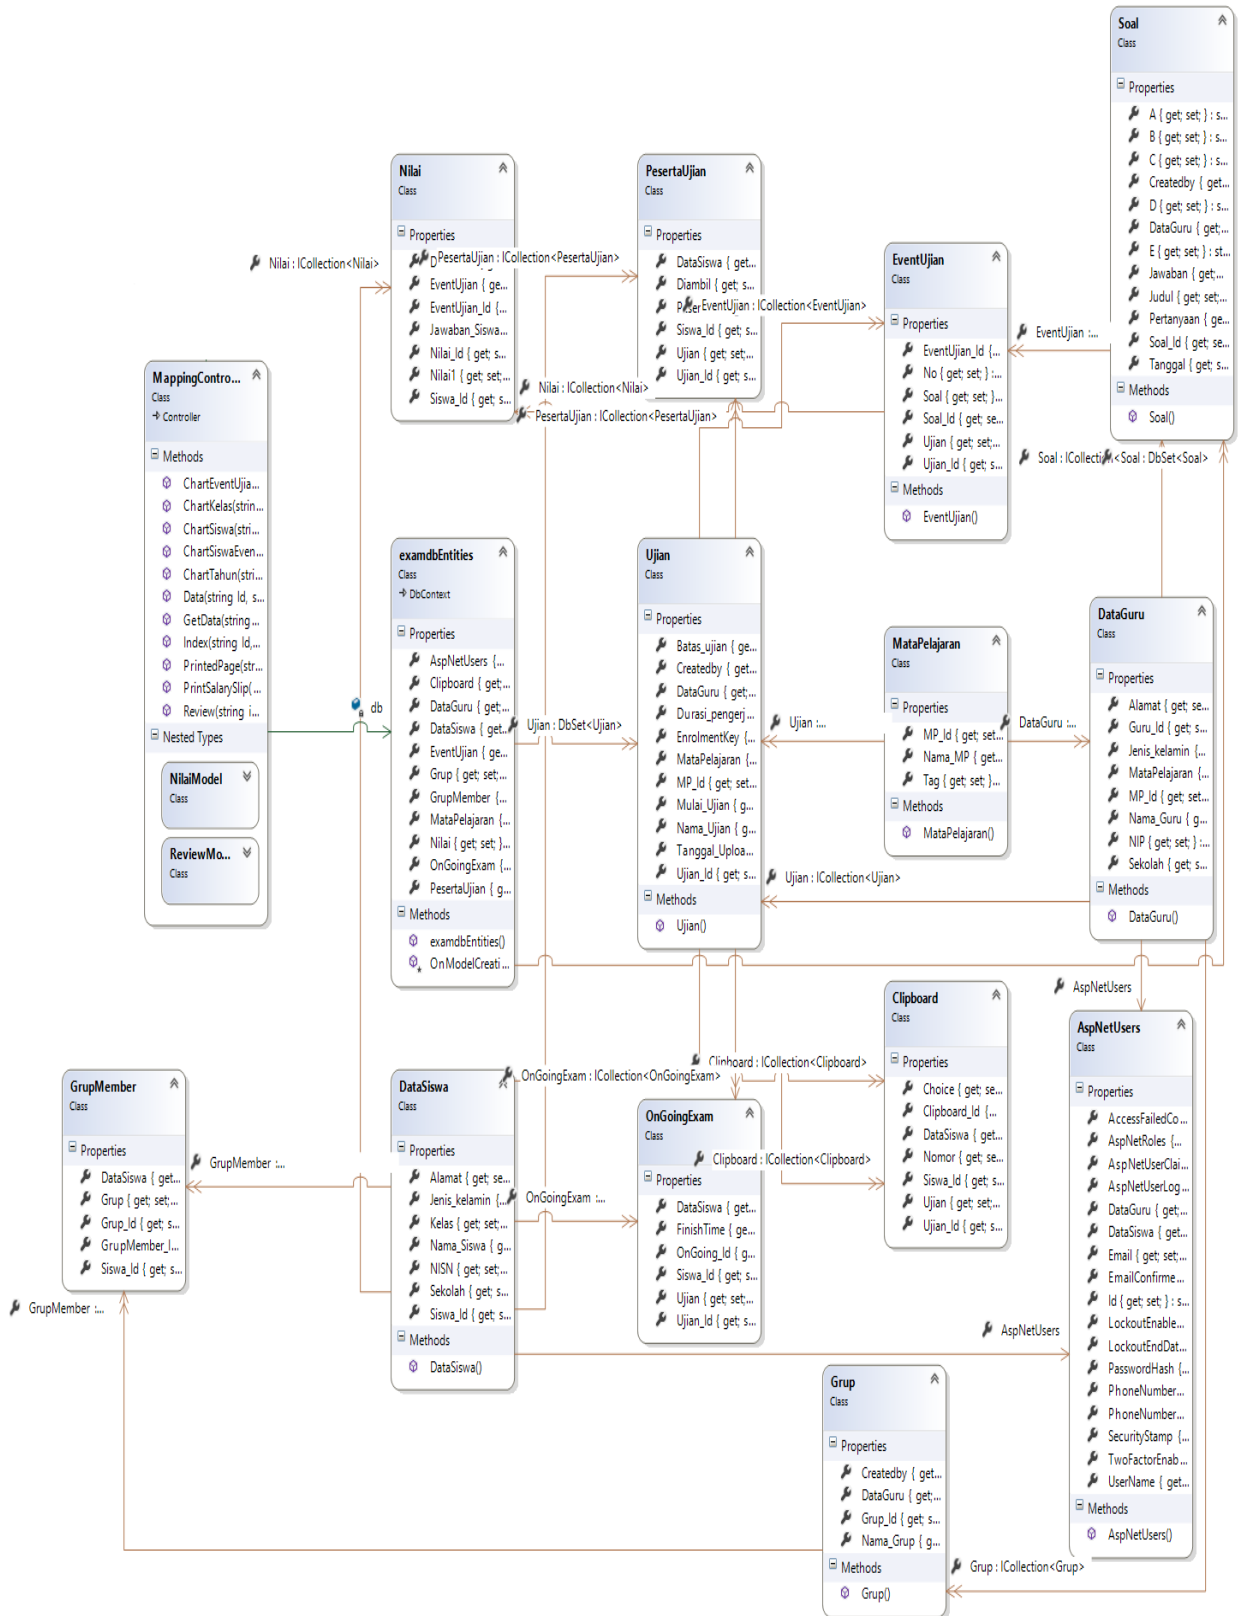 Soal
Class
Properties
A { get; set; } : s...
B { get; set; } : s...
C { get; set; } : s...
Createdby { get...
D { get; set; } : s...
DataGuru { get;...
E { get; set; } : st...
Jawaban { get;...
Judul { get; set;...
Pertanyaan { ge...
Soal_Id { get; se...
Tanggal { get; s...
Methods
Soal()
Nilai
Class
Properties
EventUjian { ge...
EventUjian_Id {...
Jawaban_Siswa...
Nilai_Id { get; s...
Nilai1 { get; set;...
Siswa_Id { get; s...
Nilai : ICollection<Nilai>
PesertaUjian : ICollection<PesertaUjian>
PesertaUjian
Class
Properties
DataSiswa { get...
Diambil { get; s...
Siswa_Id { get; s...
Ujian { get; set;...
Ujian_Id { get; s...
EventUjian : ICollection<EventUjian>
Nilai : ICollection<Nilai>
PesertaUjian : ICollection<PesertaUjian>
EventUjian
Class
Properties
EventUjian_Id {...
No { get; set; } :...
Soal { get; set; }...
Soal_Id { get; se...
Ujian { get; set;...
Ujian_Id { get; s...
Methods
EventUjian()
EventUjian :...
Soal : ICollection<Soal : DbSet<Soal>
MappingContro...
Class
Controller
Methods
ChartEventUjia...
ChartKelas(strin...
ChartSiswa(stri...
ChartSiswaEven...
ChartTahun(stri...
Data(string Id, s...
GetData(string...
Index(string Id,...
PrintedPage(str...
PrintSalarySlip(...
Review(string i...
Nested Types
NilaiModel
Class
ReviewMo...
Class
db
examdbEntities
Class
DbContext
Properties
AspNetUsers {...
Clipboard { get;...
DataGuru { get;...
DataSiswa { get...
EventUjian { ge...
Grup { get; set;...
GrupMember {...
MataPelajaran {...
Nilai { get; set; }...
OnGoingExam {...
PesertaUjian { g...
Methods
examdbEntities()
OnModelCreati...
Ujian : DbSet<Ujian>
Ujian
Class
Properties
Batas_ujian { ge...
Createdby { get...
DataGuru { get;...
Durasi_pengerj...
EnrolmentKey {...
MataPelajaran {...
MP_Id { get; set...
Mulai_Ujian { g...
Nama_Ujian { g...
Tanggal_Uploa...
Ujian_Id { get; s...
Methods
Ujian()
Ujian :...
MataPelajaran
Class
Properties
MP_Id { get; set...
Nama_MP { get...
Tag { get; set; }...
Methods
MataPelajaran()
DataGuru :...
Ujian : ICollection<Ujian>
DataGuru
Class
Properties
Alamat { get; se...
Guru_Id { get; s...
Jenis_kelamin {...
MataPelajaran {...
MP_Id { get; set...
Nama_Guru { g...
NIP { get; set; } :...
Sekolah { get; s...
Methods
DataGuru()
AspNetUsers
GrupMember
Class
Properties
DataSiswa { get...
Grup { get; set;...
Grup_Id { get; s...
GrupMember_I...
Siswa_Id { get; s...
GrupMember :...
GrupMember :...
DataSiswa
Class
Properties
Alamat { get; se...
Jenis_kelamin {...
Kelas { get; set;...
Nama_Siswa { g...
NISN { get; set;...
Sekolah { get; s...
Siswa_Id { get; s...
Methods
DataSiswa()
OnGoingExam : ICollection<OnGoingExam>
OnGoingExam :...
OnGoingExam
Class
Properties
DataSiswa { get...
FinishTime { ge...
OnGoing_Id { g...
Siswa_Id { get; s...
Ujian { get; set;...
Ujian_Id { get; s...
Clipboard : ICollection<Clipboard>
Clipboard : ICollection<Clipboard>
Clipboard
Class
Properties
Choice { get; se...
Clipboard_Id {...
DataSiswa { get...
Nomor { get; se...
Siswa_Id { get; s...
Ujian { get; set;...
Ujian_Id { get; s...
AspNetUsers
AspNetUsers
Class
Properties
AccessFailedCo...
AspNetRoles {...
AspNetUserClai...
AspNetUserLog...
DataGuru { get;...
DataSiswa { get...
Email { get; set;...
EmailConfirme...
Id { get; set; } : s...
LockoutEnable...
LockoutEndDat...
PasswordHash {...
PhoneNumber...
PhoneNumber...
SecurityStamp {...
TwoFactorEnab...
UserName { get...
Methods
AspNetUsers()
Grup
Class
Properties
Createdby { get...
DataGuru { get;...
Grup_Id { get; s...
Nama_Grup { g...
Methods
Grup()
Grup : ICollection<Grup>